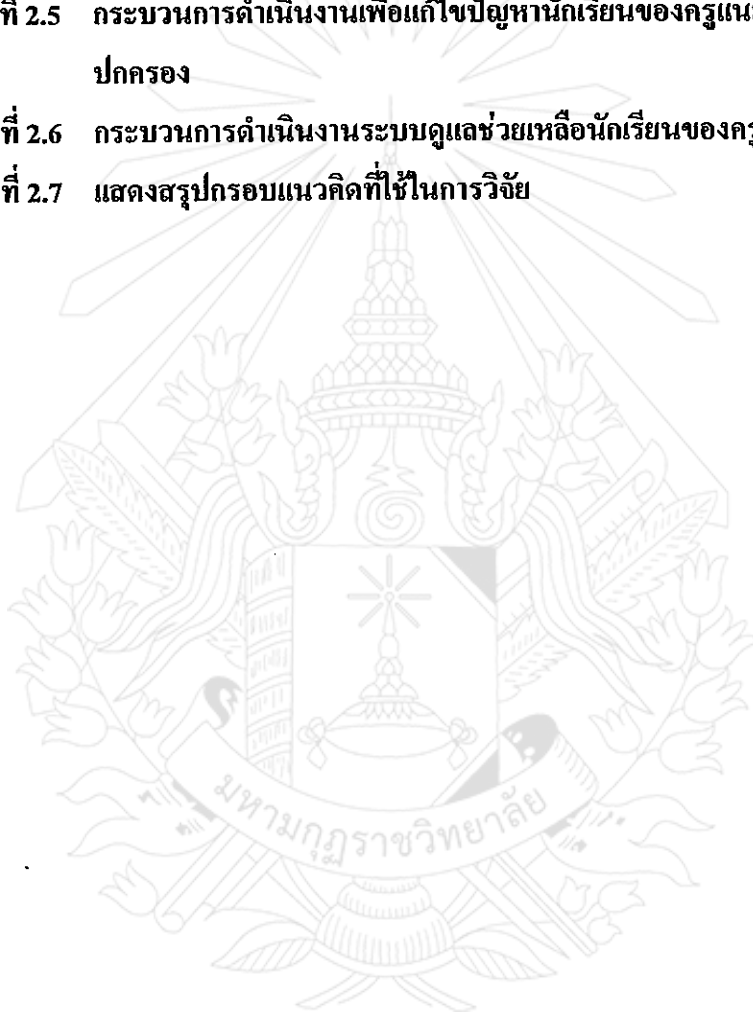 ที่ 2.5 กระบวนการดำเนินงานเพื่อแก้ไขปัญหานักเรียนของครูแน
ปกครอง
ที่ 2.6 กระบวนการดำเนินงานระบบดูแลช่วยเหลือนักเรียนของครู
ที่ 2.7 แสดงสรุปกรอบแนวคิดที่ใช้ในการวิจัย
มหามกุฏราชวิทยาลัย